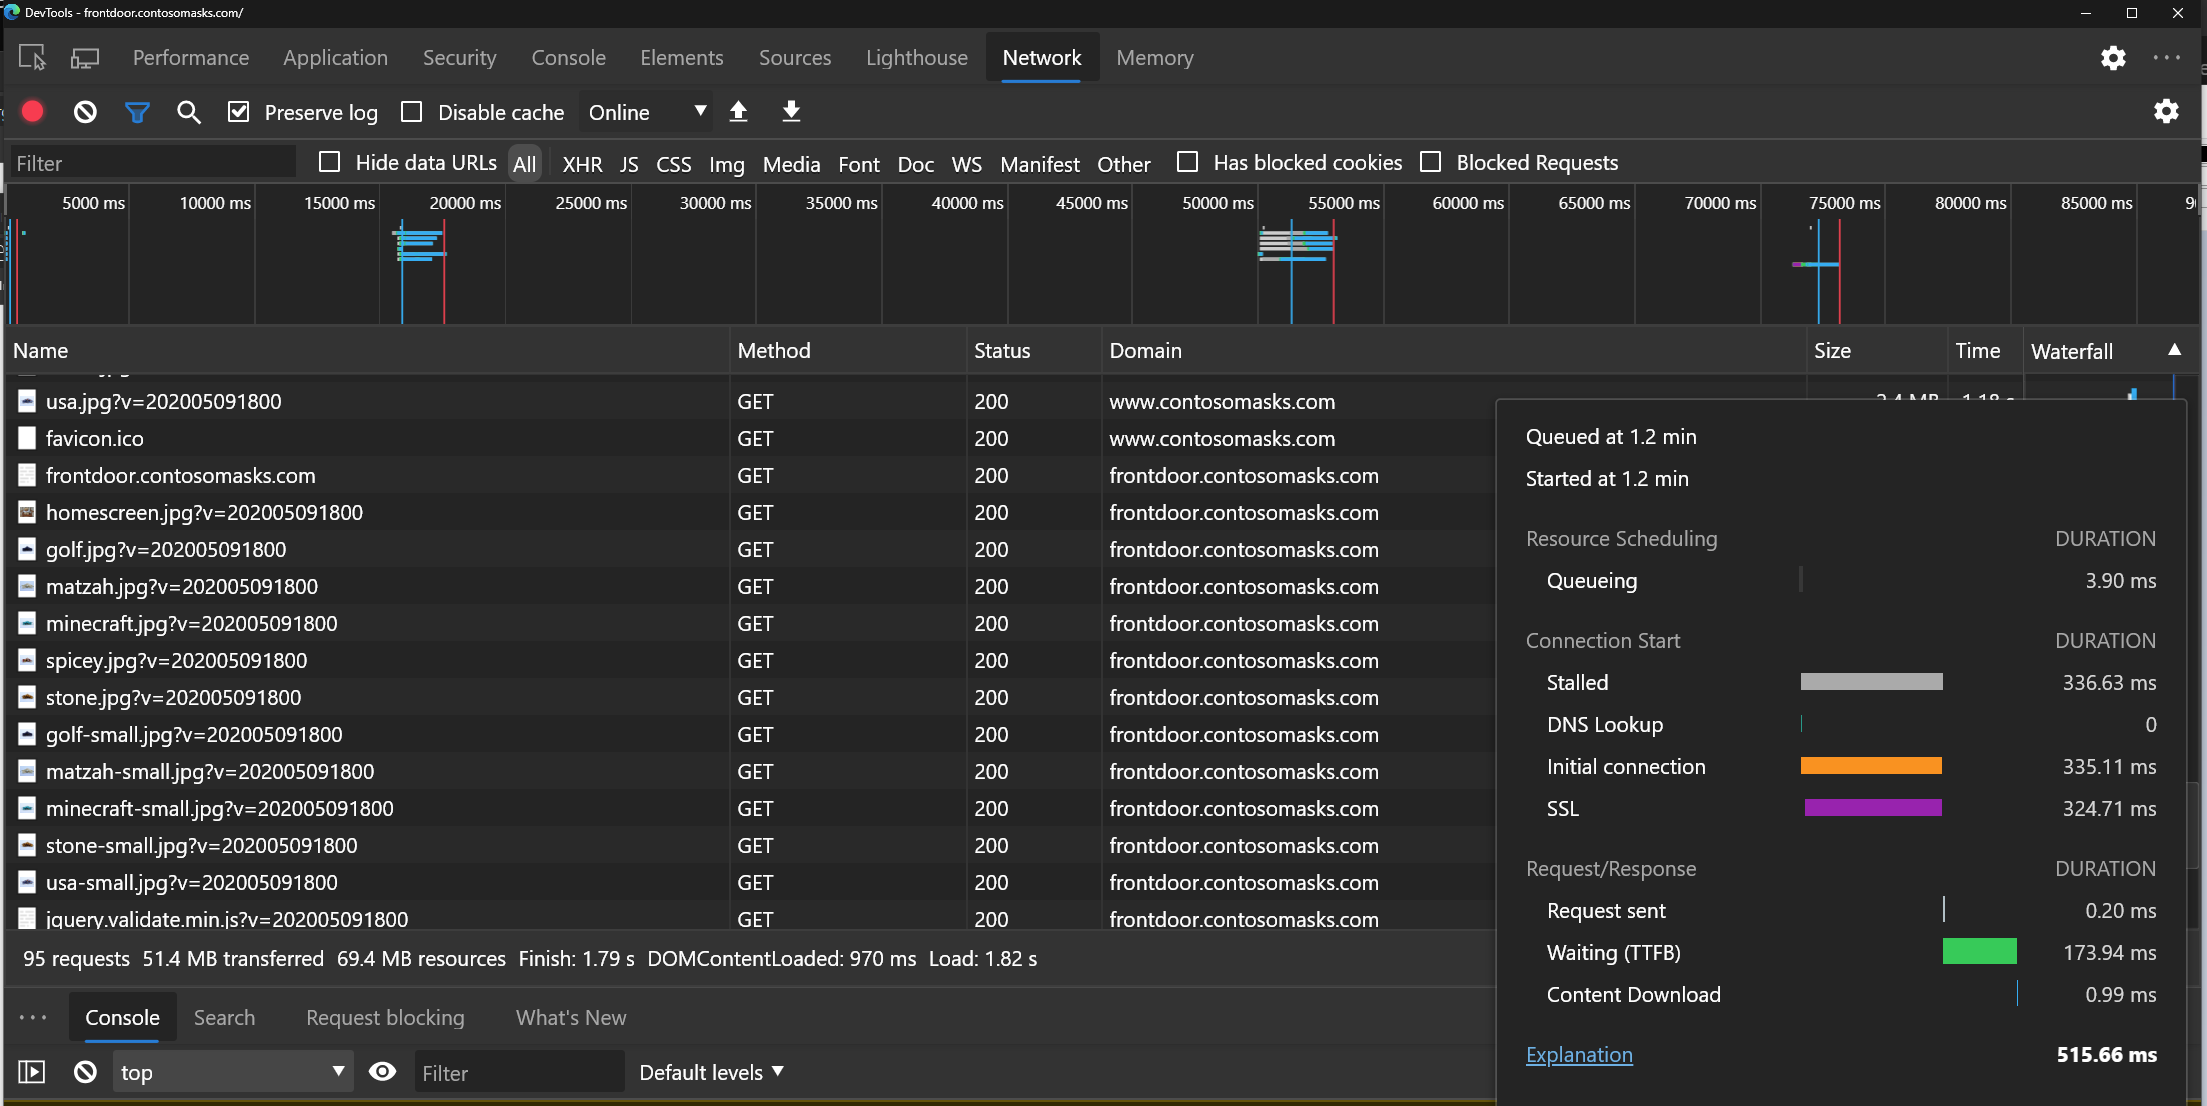 DevTools - frontdoor.contosomasks.com/
Performance Application Security Console Elements Sources Lighthouse Network Memory
Preserve log Disable cache Online
Filter Hide data URLs All XHR JS CSS Img Media Font Doc WS Manifest Other Has blocked cookies Blocked Requests
5000 ms 10000 ms 15000 ms 20000 ms 25000 ms 30000 ms 35000 ms 40000 ms 45000 ms 50000 ms 55000 ms 60000 ms 65000 ms 70000 ms 75000 ms 80000 ms 85000 ms
Name Method Status Domain Size Time Waterfall
usa.jpg?v=202005091800 GET 200 www.contosomasks.com
favicon.ico GET 200 www.contosomasks.com
frontdoor.contosomasks.com GET 200 frontdoor.contosomasks.com
homescreen.jpg?v=202005091800 GET 200 frontdoor.contosomasks.com
golf.jpg?v=202005091800 GET 200 frontdoor.contosomasks.com
matzah.jpg?v=202005091800 GET 200 frontdoor.contosomasks.com
minecraft.jpg?v=202005091800 GET 200 frontdoor.contosomasks.com
spicey.jpg?v=202005091800 GET 200 frontdoor.contosomasks.com
stone.jpg?v=202005091800 GET 200 frontdoor.contosomasks.com
golf-small.jpg?v=202005091800 GET 200 frontdoor.contosomasks.com
matzah-small.jpg?v=202005091800 GET 200 frontdoor.contosomasks.com
minecraft-small.jpg?v=202005091800 GET 200 frontdoor.contosomasks.com
stone-small.jpg?v=202005091800 GET 200 frontdoor.contosomasks.com
usa-small.jpg?v=202005091800 GET 200 frontdoor.contosomasks.com
jquery.validate.min.js?v=202005091800 GET 200 frontdoor.contosomasks.com
Queued at 1.2 min
Started at 1.2 min
Resource Scheduling DURATION
Queueing 3.90 ms
Connection Start DURATION
Stalled 336.63 ms
DNS Lookup 0
Initial connection 335.11 ms
SSL 324.71 ms
Request/Response DURATION
Request sent 0.20 ms
Waiting (TTFB) 173.94 ms
Content Download 0.99 ms
Explanation 515.66 ms
95 requests 51.4 MB transferred 69.4 MB resources Finish: 1.79 s DOMContentLoaded: 970 ms Load: 1.82 s
Console Search Request blocking What's New
top Filter Default levels